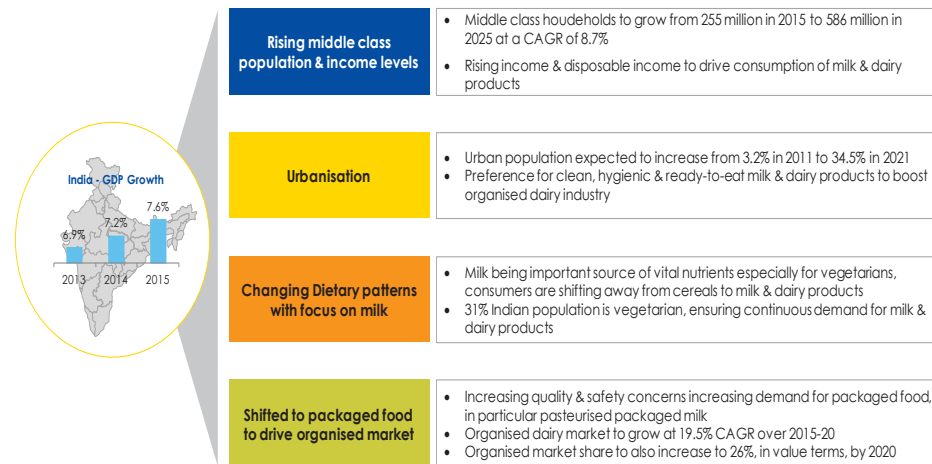 India - GDP Growth
6.9%
7.2%
7.6%
2013
2014
2015
Rising middle class
population & income levels
• Middle class houdeholds to grow from 255 million in 2015 to 586 million in
2025 at a CAGR of 8.7%
• Rising income & disposable income to drive consumption of milk & dairy
products
Urbanisation
• Urban population expected to increase from 3.2% in 2011 to 34.5% in 2021
• Preference for clean, hygienic & ready-to-eat milk & dairy products to boost
organised dairy industry
Changing Dietary patterns
with focus on milk
• Milk being important source of vital nutrients especially for vegetarians,
consumers are shifting away from cereals to milk & dairy products
• 31% Indian population is vegetarian, ensuring continuous demand for milk &
dairy products
Shifted to packaged food
to drive organised market
• Increasing quality & safety concerns increasing demand for packaged food,
in particular pasteurised packaged milk
• Organised dairy market to grow at 19.5% CAGR over 2015-20
• Organised market share to also increase to 26%, in value terms, by 2020